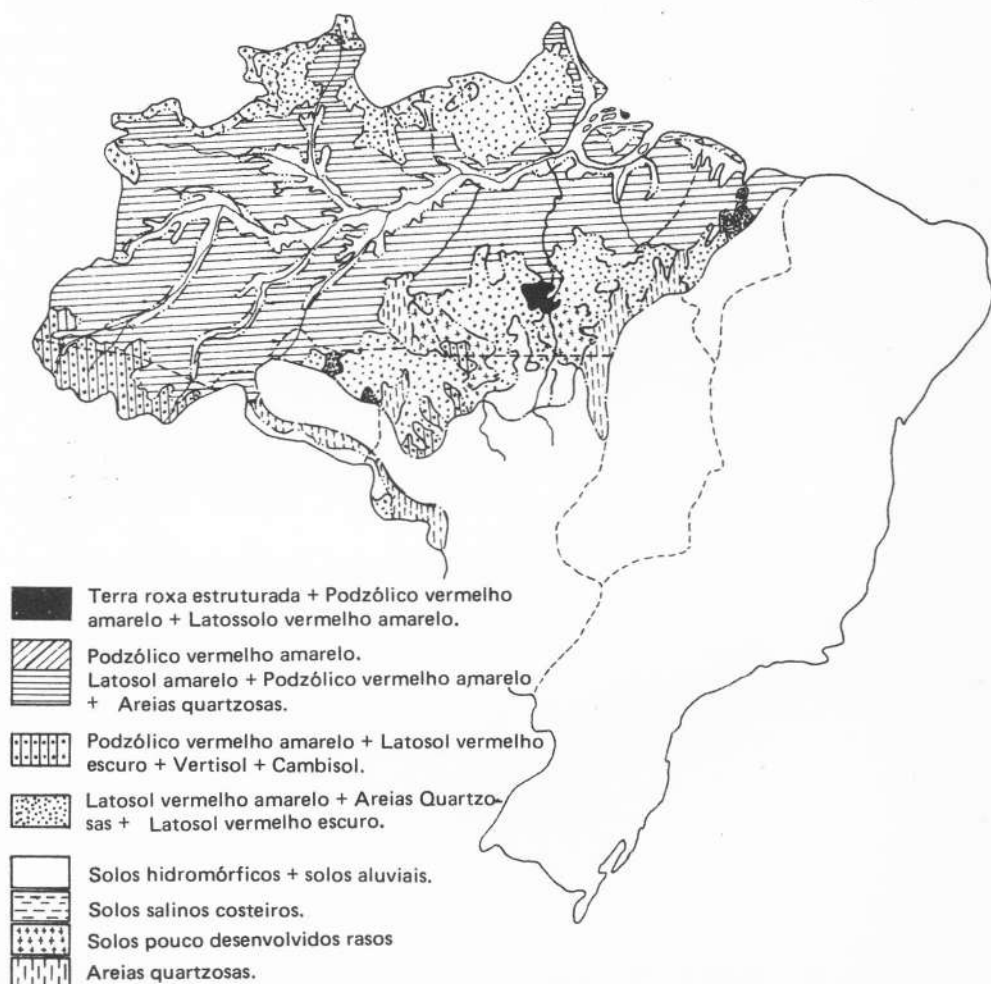 Terra roxa estruturada + Podzólico vermelho
amarelo + Latossolo vermelho amarelo.
Podzólico vermelho amarelo.
Latosol amarelo + Podzólico vermelho amarelo
+ Areias quartzosas.
Podzólico vermelho amarelo + Latosol vermelho
escuro + Vertisol + Cambisol.
Latosol vermelho amarelo + Areias Quartzo-
sas + Latosol vermelho escuro.
Solos hidromórficos + solos aluviais.
Solos salinos costeiros.
Solos pouco desenvolvidos rasos
Areias quartzosas.